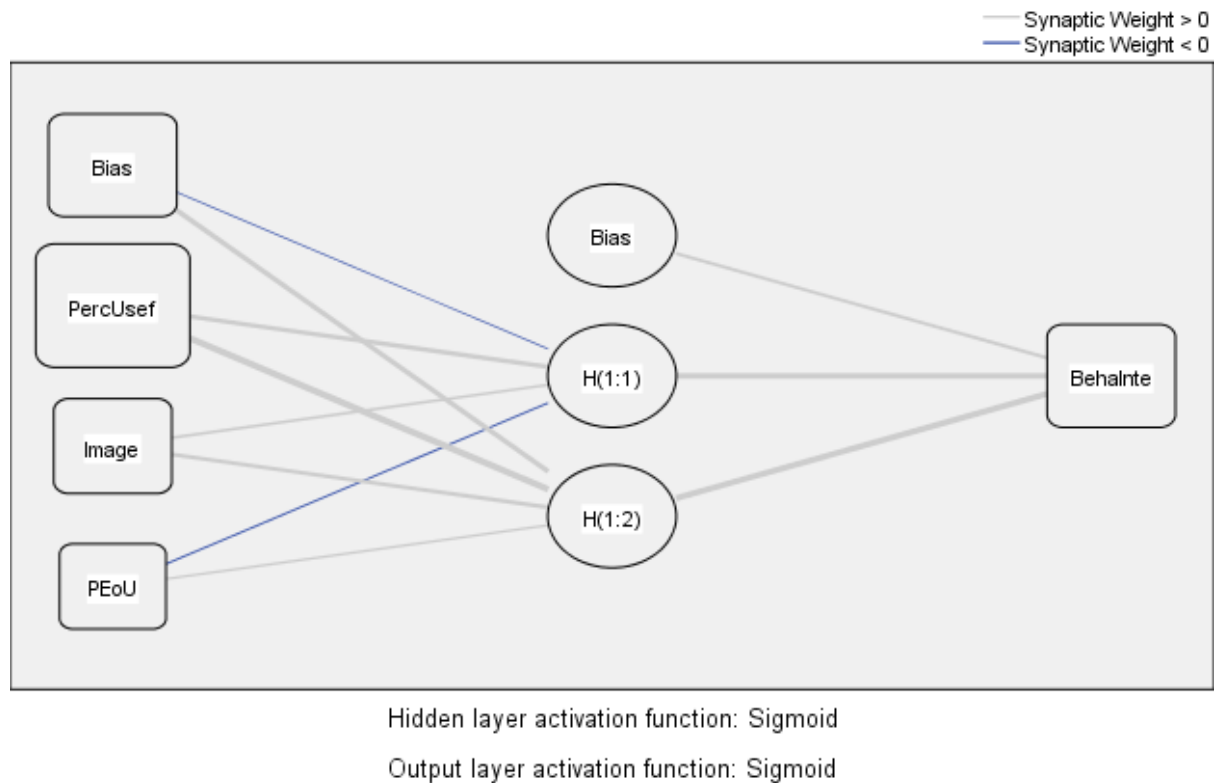 Synaptic Weight > 0
Synaptic Weight < 0
Bias
PercUsef
Image
PEoU
Bias
H(1:1)
H(1:2)
BehaInte
Hidden layer activation function: Sigmoid
Output layer activation function: Sigmoid